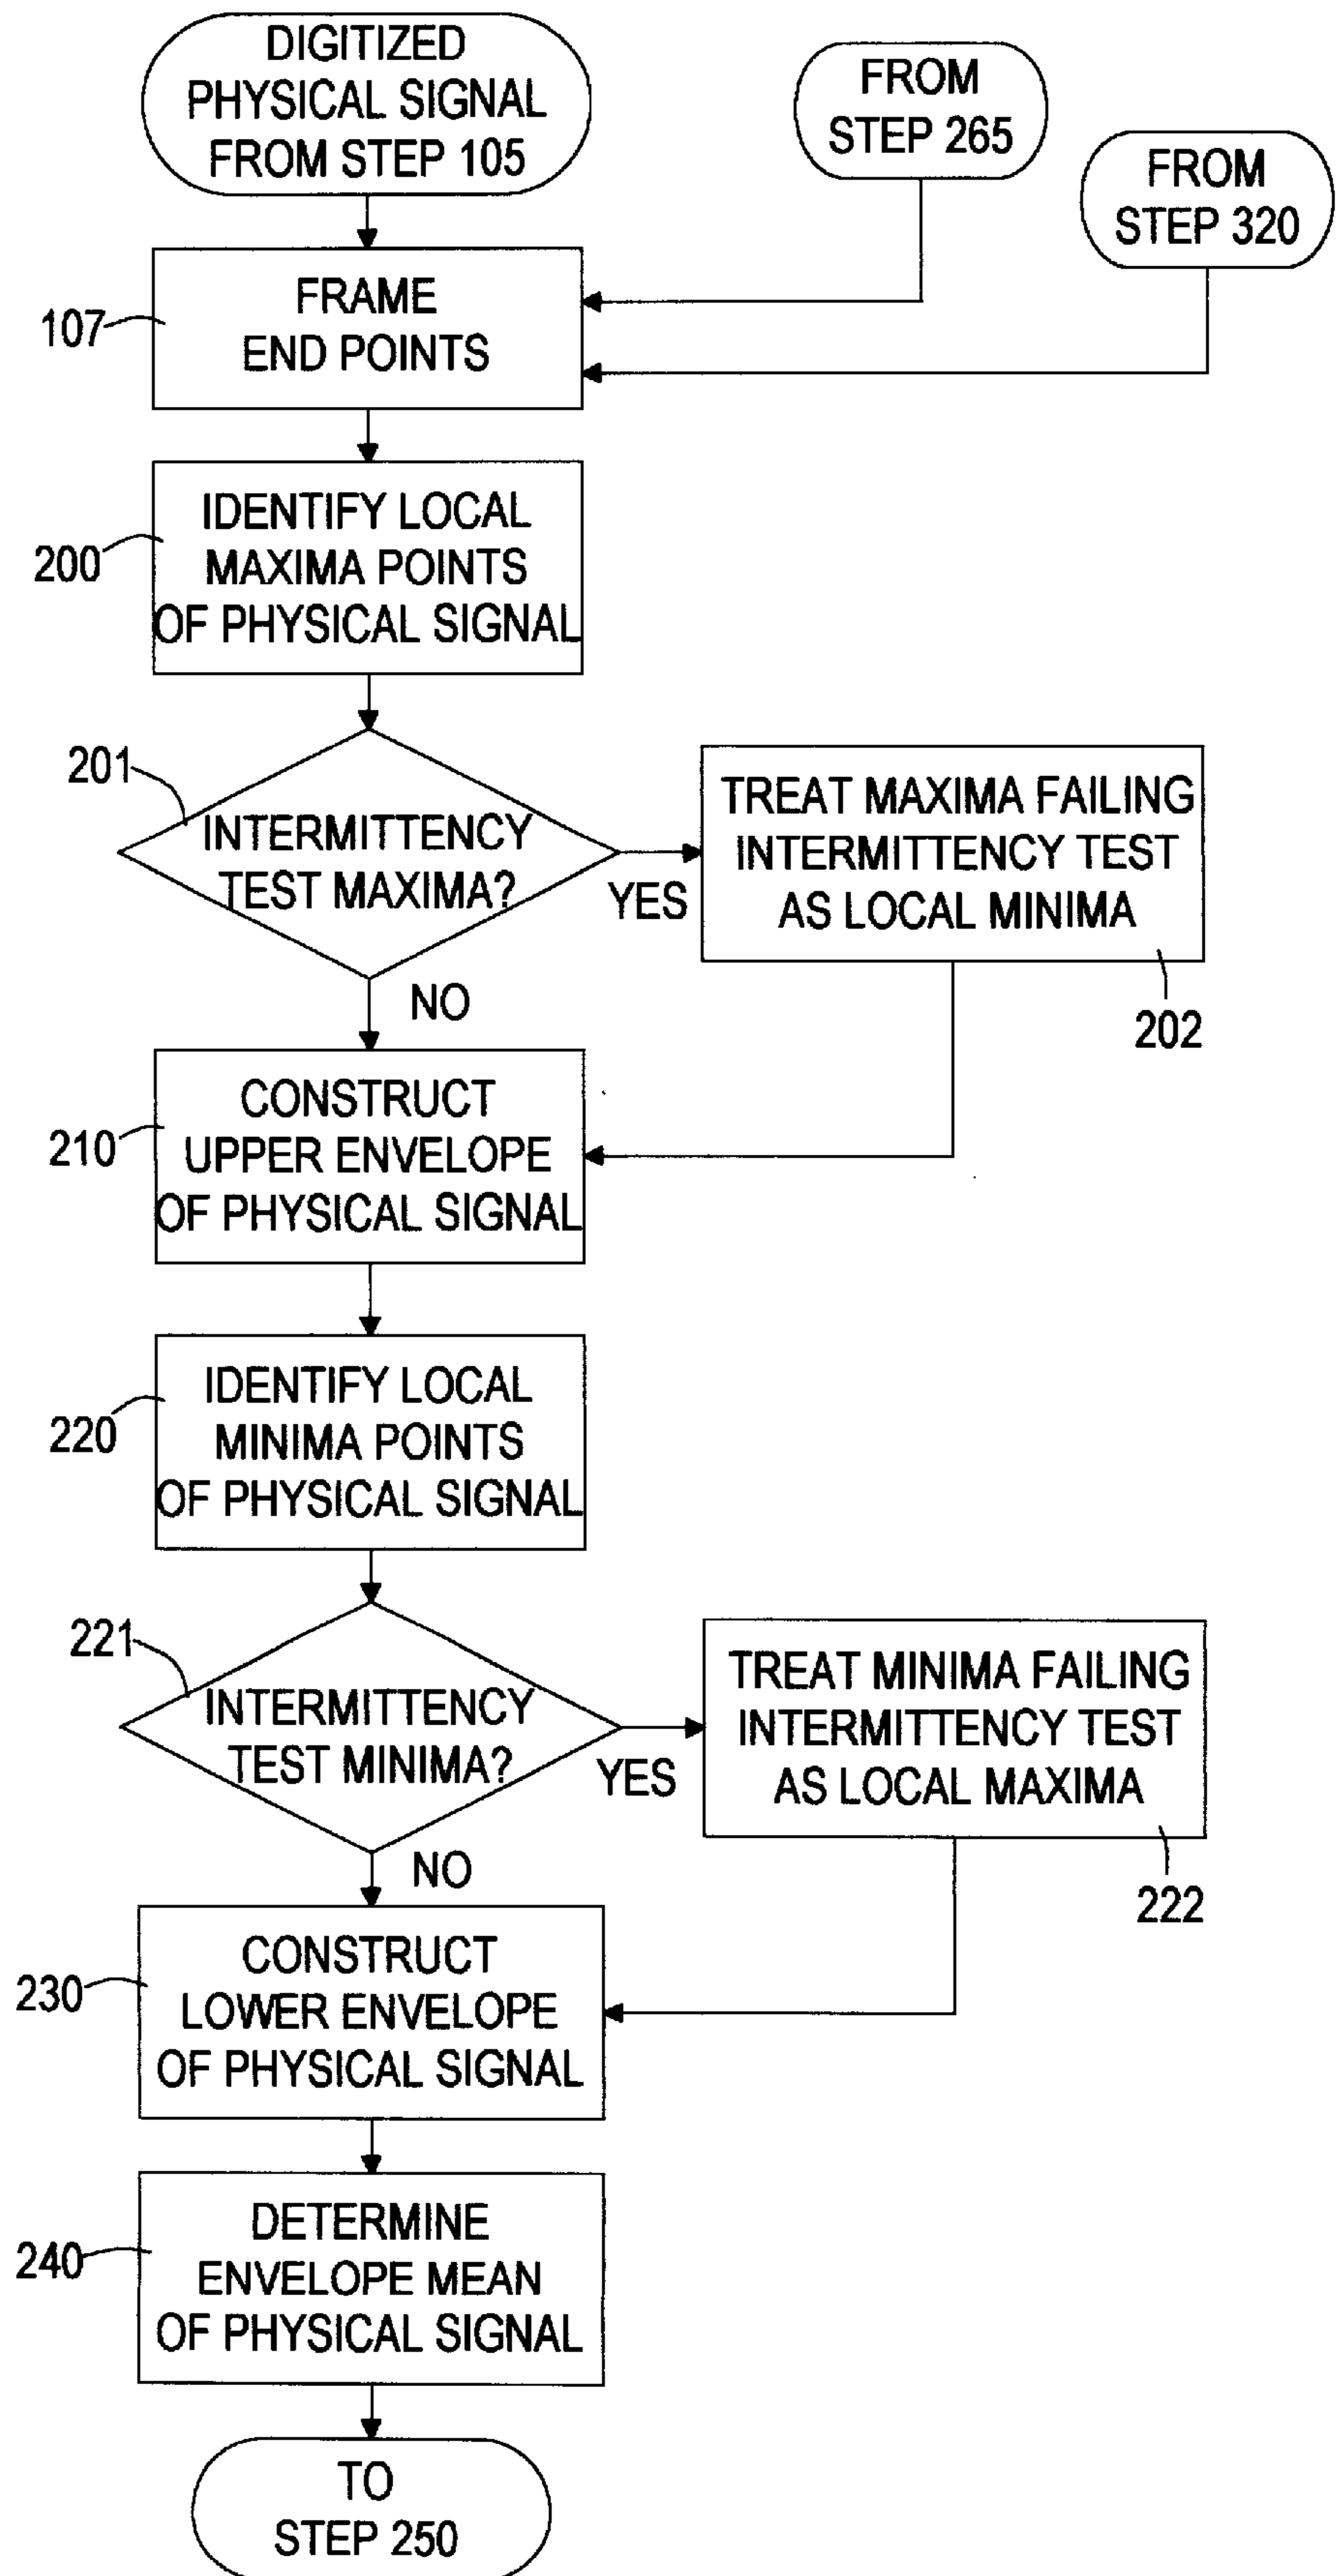 DIGITIZED
PHYSICAL SIGNAL
FROM STEP 105
FROM
STEP 265
FROM
STEP 320
FRAME
END POINTS
107
IDENTIFY LOCAL
MAXIMA POINTS
OF PHYSICAL SIGNAL
200
201
INTERMITTENCY
TEST MAXIMA?
YES
TREAT MAXIMA FAILING
INTERMITTENCY TEST
AS LOCAL MINIMA
202
NO
CONSTRUCT
UPPER ENVELOPE
OF PHYSICAL SIGNAL
210
IDENTIFY LOCAL
MINIMA POINTS
OF PHYSICAL SIGNAL
220
221
INTERMITTENCY
TEST MINIMA?
YES
TREAT MINIMA FAILING
INTERMITTENCY TEST
AS LOCAL MAXIMA
222
NO
CONSTRUCT
LOWER ENVELOPE
OF PHYSICAL SIGNAL
230
DETERMINE
ENVELOPE MEAN
OF PHYSICAL SIGNAL
240
TO
STEP 250